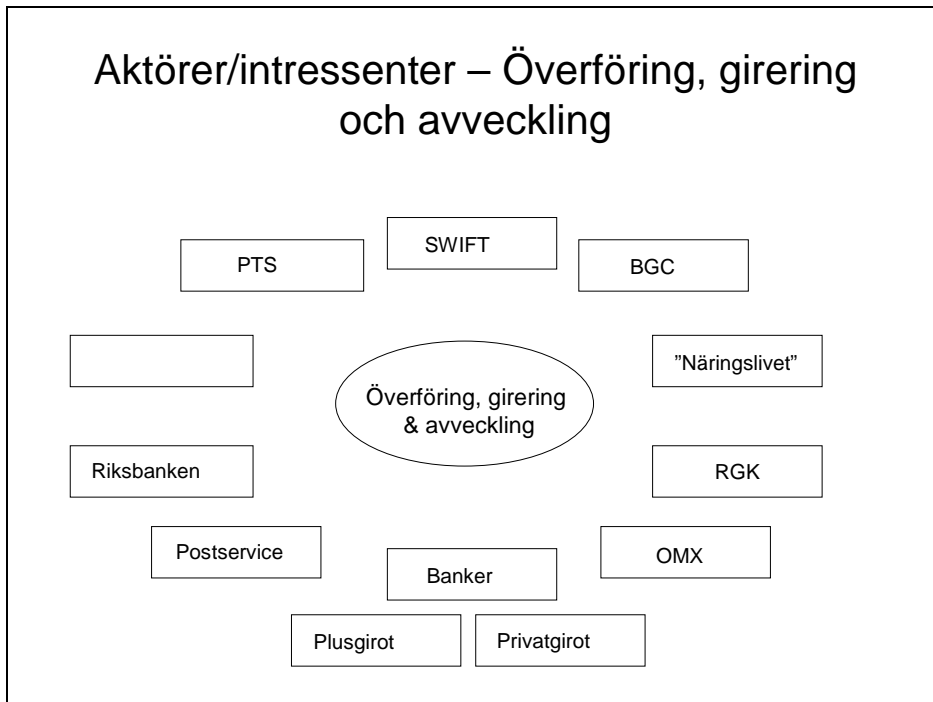 Aktörer/intressenter – Överföring, girering
och avveckling
SWIFT
PTS
BGC
"Näringslivet"
Överföring, girering
& avveckling
Riksbanken
RGK
Postservice
OMX
Banker
Plusgirot
Privatgirot